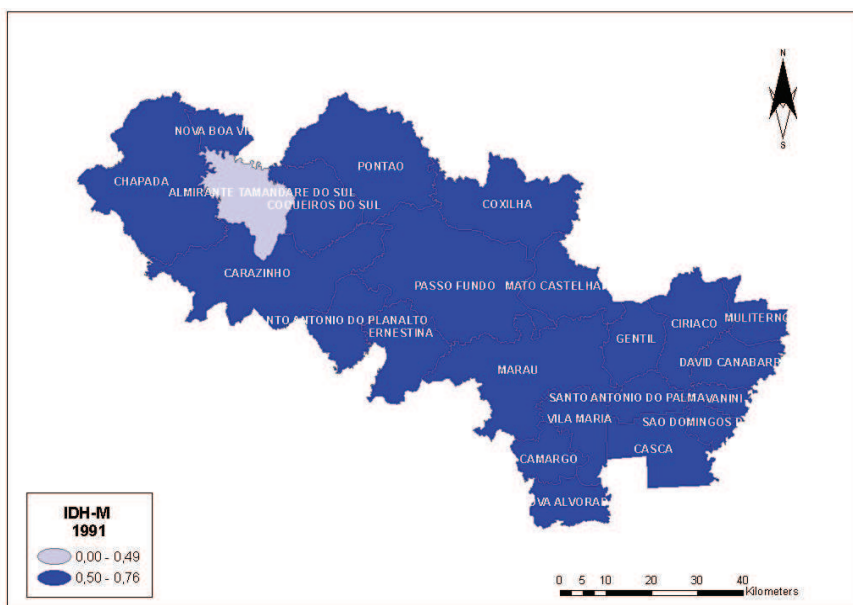 N
S
NOVA BOA VI
PONTAO
CHAPADA
ALMIRANTE TAMANDARE DO SUL
COQUEIROS DO SUL
COXILHA
CARAZINHO
PASSO FUNDO
MATO CASTELHA
NTO ANTONIO DO PLANALTO
ERNESTINA
GENTIL
CIRIACO
MULITERNO
DAVID CANABARR
MARAU
SANTO ANTONIO DO PALMA
VANINI
VILA MARIA
SAO DOMINGOS D
CASCA
CAMARGO
OVA ALVORAD
IDH-M
1991
0,00 - 0,49
0,50 - 0,76
0 5 10 20 30 40
Kilometers